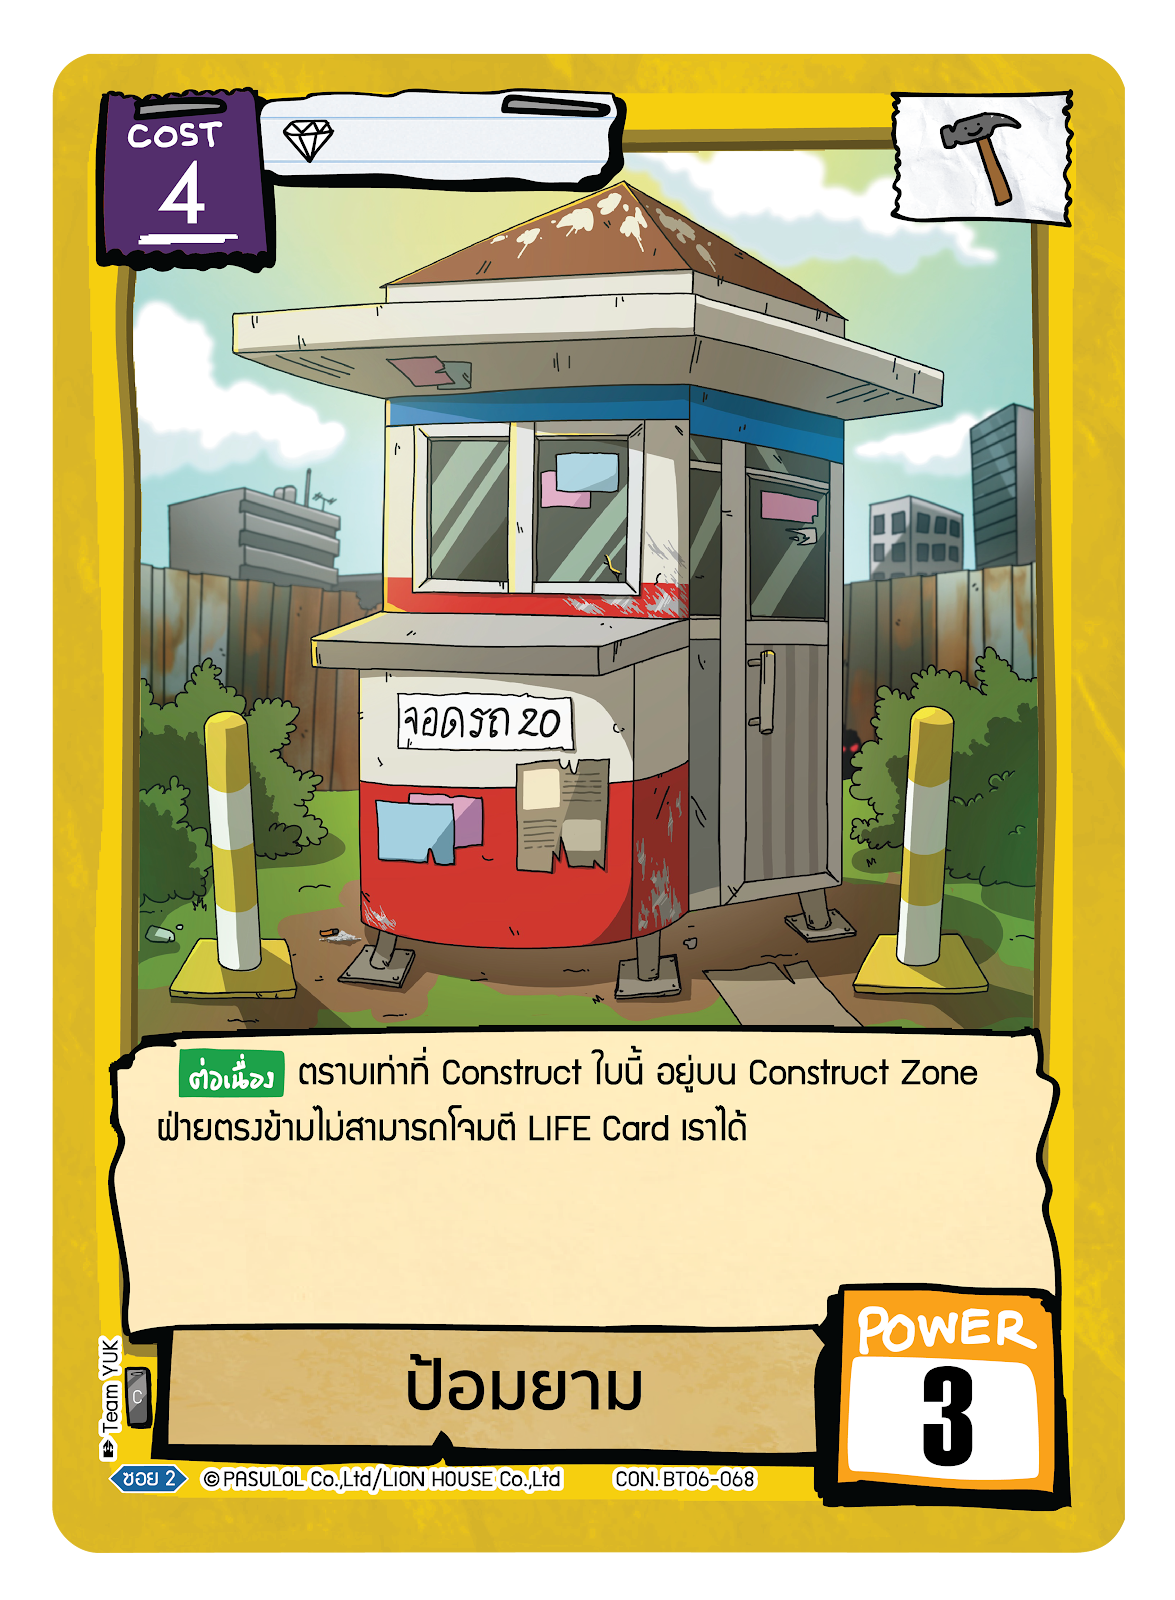 COST
4
จอดรถ 20
ต่อเนื่อง ตราบเท่าที่ Construct ใบนี้ อยู่บน Construct Zone
ฝ่ายตรงข้ามไม่สามารถโจมตี LIFE Card เราได้
POWER
3
ป้อมยาม
Team YUK
C
ซอย 2 © PASULOL Co.,Ltd/LION HOUSE Co.,Ltd CON. BT06-068